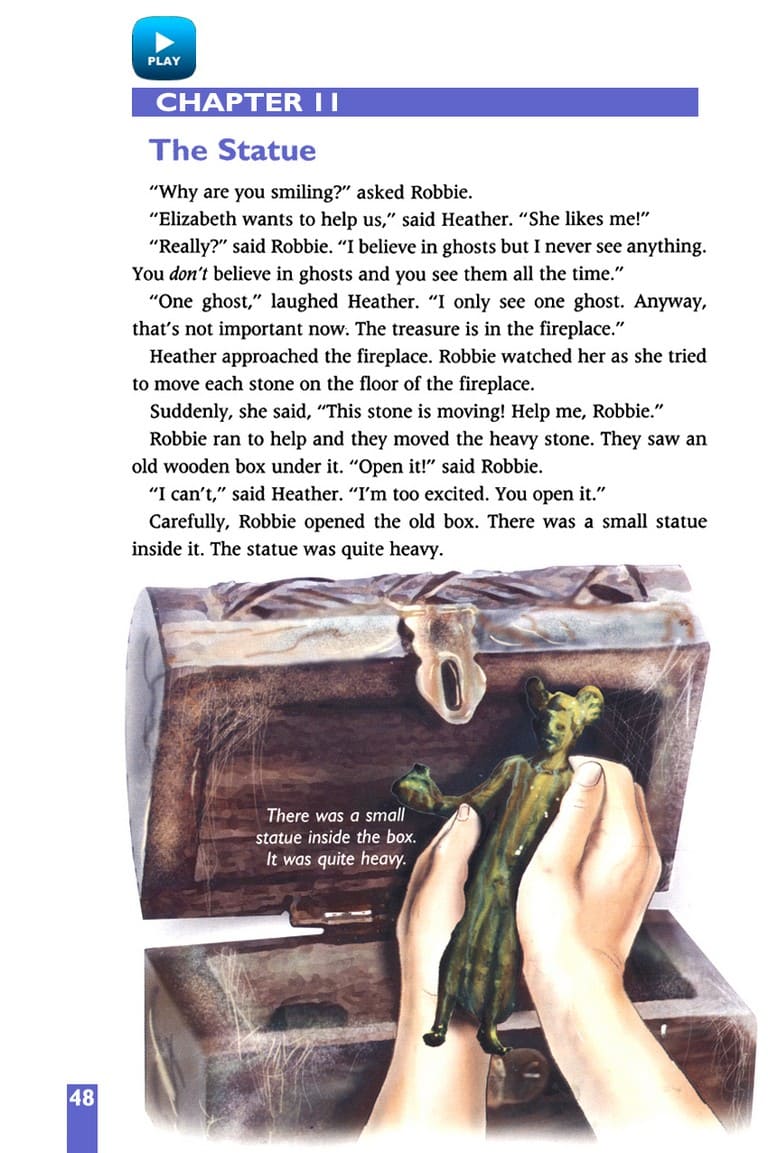 PLAY
CHAPTER 11
The Statue
"Why are you smiling?" asked Robbie.
"Elizabeth wants to help us," said Heather. "She likes me!"
"Really?" said Robbie. "I believe in ghosts but I never see anything.
You don't believe in ghosts and you see them all the time."
"One ghost," laughed Heather. "I only see one ghost. Anyway,
that's not important now. The treasure is in the fireplace."
Heather approached the fireplace. Robbie watched her as she tried
to move each stone on the floor of the fireplace.
Suddenly, she said, "This stone is moving! Help me, Robbie."
Robbie ran to help and they moved the heavy stone. They saw an
old wooden box under it. "Open it!" said Robbie.
"I can't," said Heather. "I'm too excited. You open it."
Carefully, Robbie opened the old box. There was a small statue
inside it. The statue was quite heavy.
There was a small
statue inside the box.
It was quite heavy.
48